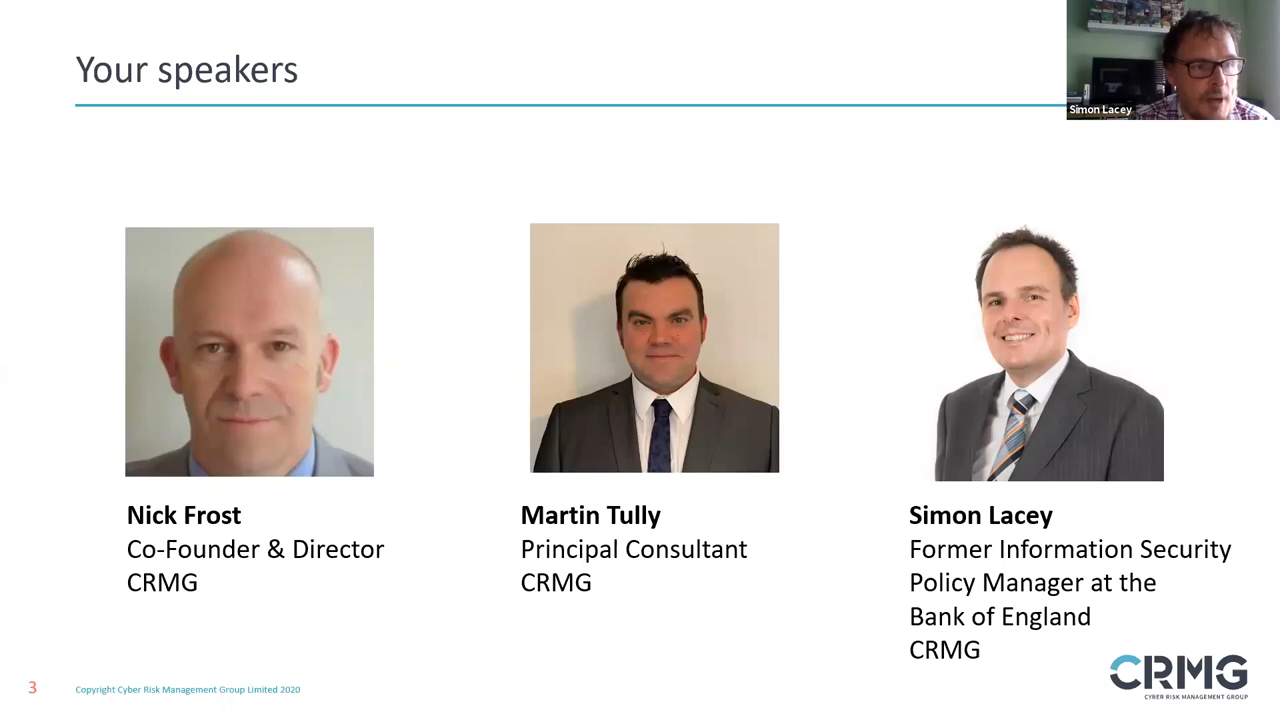 Your speakers
Simon Lacey
Nick Frost
Co-Founder & Director
CRMG
Martin Tully
Principal Consultant
CRMG
Simon Lacey
Former Information Security
Policy Manager at the
Bank of England
CRMG
3
Copyright Cyber Risk Management Group Limited 2020
CRMG
CYBER RISK MANAGEMENT GROUP